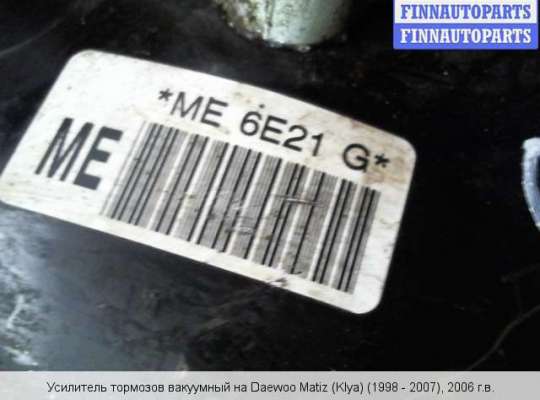 FINNAUTOPARTS
FINNAUTOPARTS
*ME 6E21 G*
ME
Усилитель тормозов вакуумный на Daewoo Matiz (Klya) (1998 - 2007), 2006 г.в.